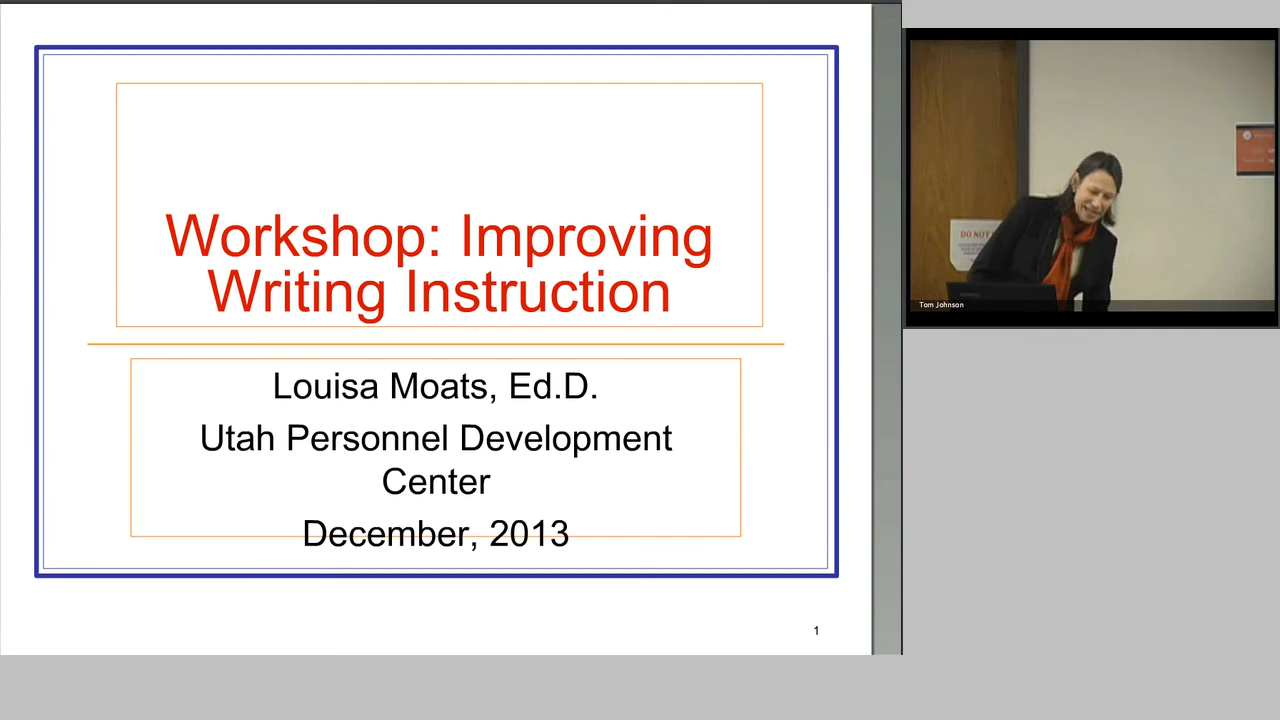 Workshop: Improving
Writing Instruction
Louisa Moats, Ed.D.
Utah Personnel Development
Center
December, 2013
1
DO NOT
Tom Johnson